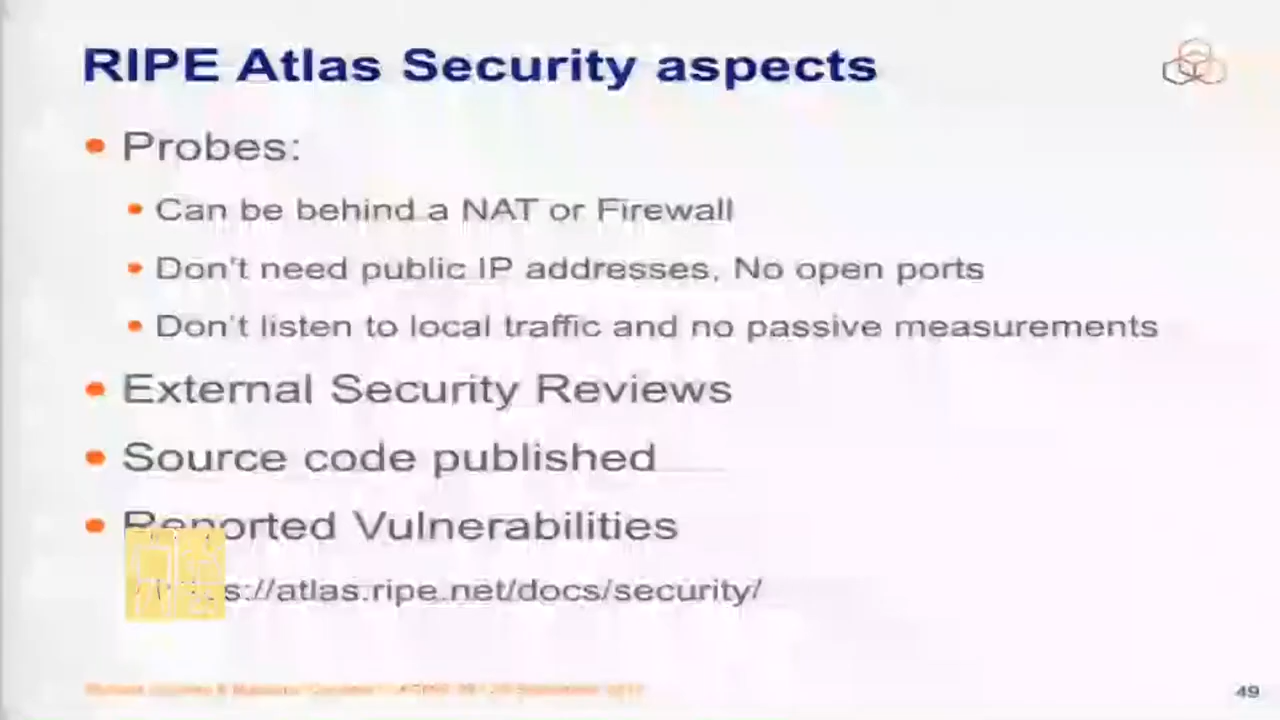 RIPE Atlas Security aspects
Probes:
Can be behind a NAT or Firewall
Don't need public IP addresses, No open ports
Don't listen to local traffic and no passive measurements
External Security Reviews
Source code published
Reported Vulnerabilities
https://atlas.ripe.net/docs/security/
49